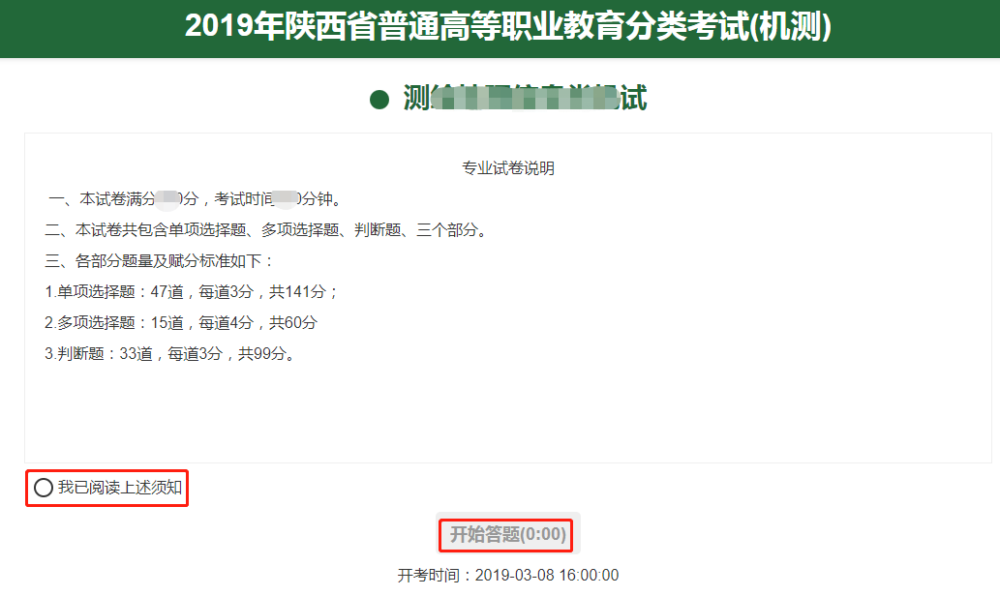 2019年陕西省普通高等职业教育分类考试(机测)
测试
专业试卷说明
一、本试卷满分0分，考试时间0分钟。
二、本试卷共包含单项选择题、多项选择题、判断题、三个部分。
三、各部分题量及赋分标准如下：
1.单项选择题：47道，每道3分，共141分；
2.多项选择题：15道，每道4分，共60分
3.判断题：33道，每道3分，共99分。
我已阅读上述须知
开始答题(0:00)
开考时间：2019-03-08 16:00:00